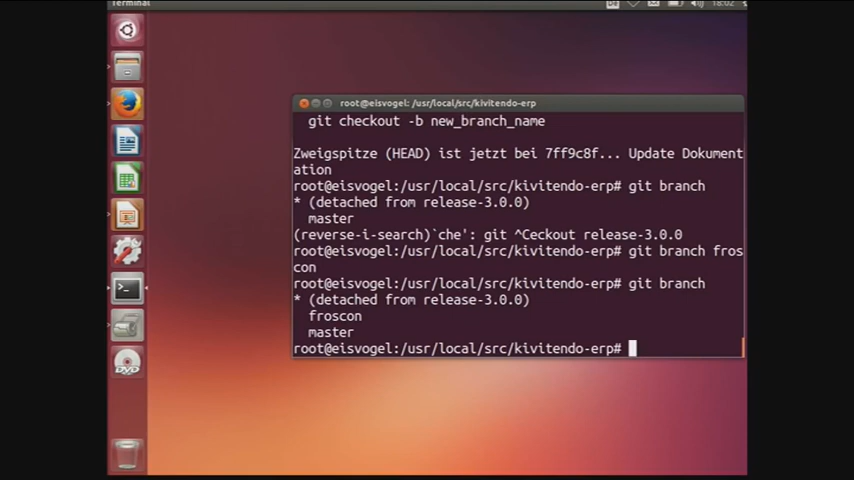 Terminal
De
18:02
root@eisvogel: /usr/local/src/kivitendo-erp
git checkout -b new_branch_name
Zweigspitze (HEAD) ist jetzt bei 7ff9c8f... Update Dokument
ation
root@eisvogel:/usr/local/src/kivitendo-erp# git branch
* (detached from release-3.0.0)
master
(reverse-i-search)`che': git ^Ceckout release-3.0.0
root@eisvogel:/usr/local/src/kivitendo-erp# git branch fros
con
root@eisvogel:/usr/local/src/kivitendo-erp# git branch
* (detached from release-3.0.0)
froscon
master
root@eisvogel:/usr/local/src/kivitendo-erp#
>_
DVD